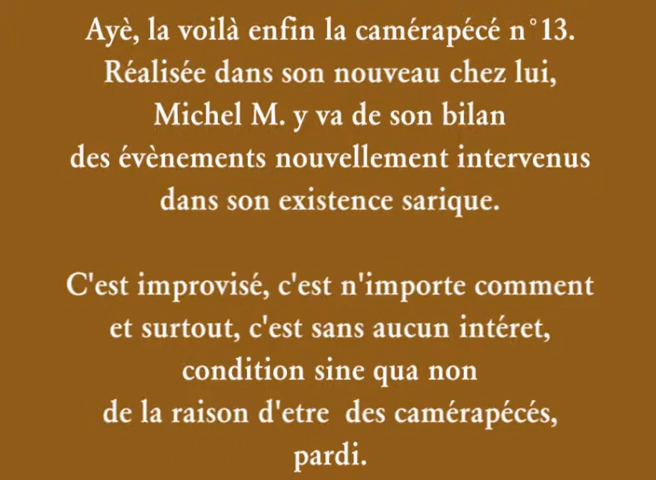 Ayè, la voilà enfin la camérapécé n°13.
Réalisée dans son nouveau chez lui,
Michel M. y va de son bilan
des évènements nouvellement intervenus
dans son existence sarique.
C'est improvisé, c'est n'importe comment
et surtout, c'est sans aucun intéret,
condition sine qua non
de la raison d'etre des camérapécés,
pardi.